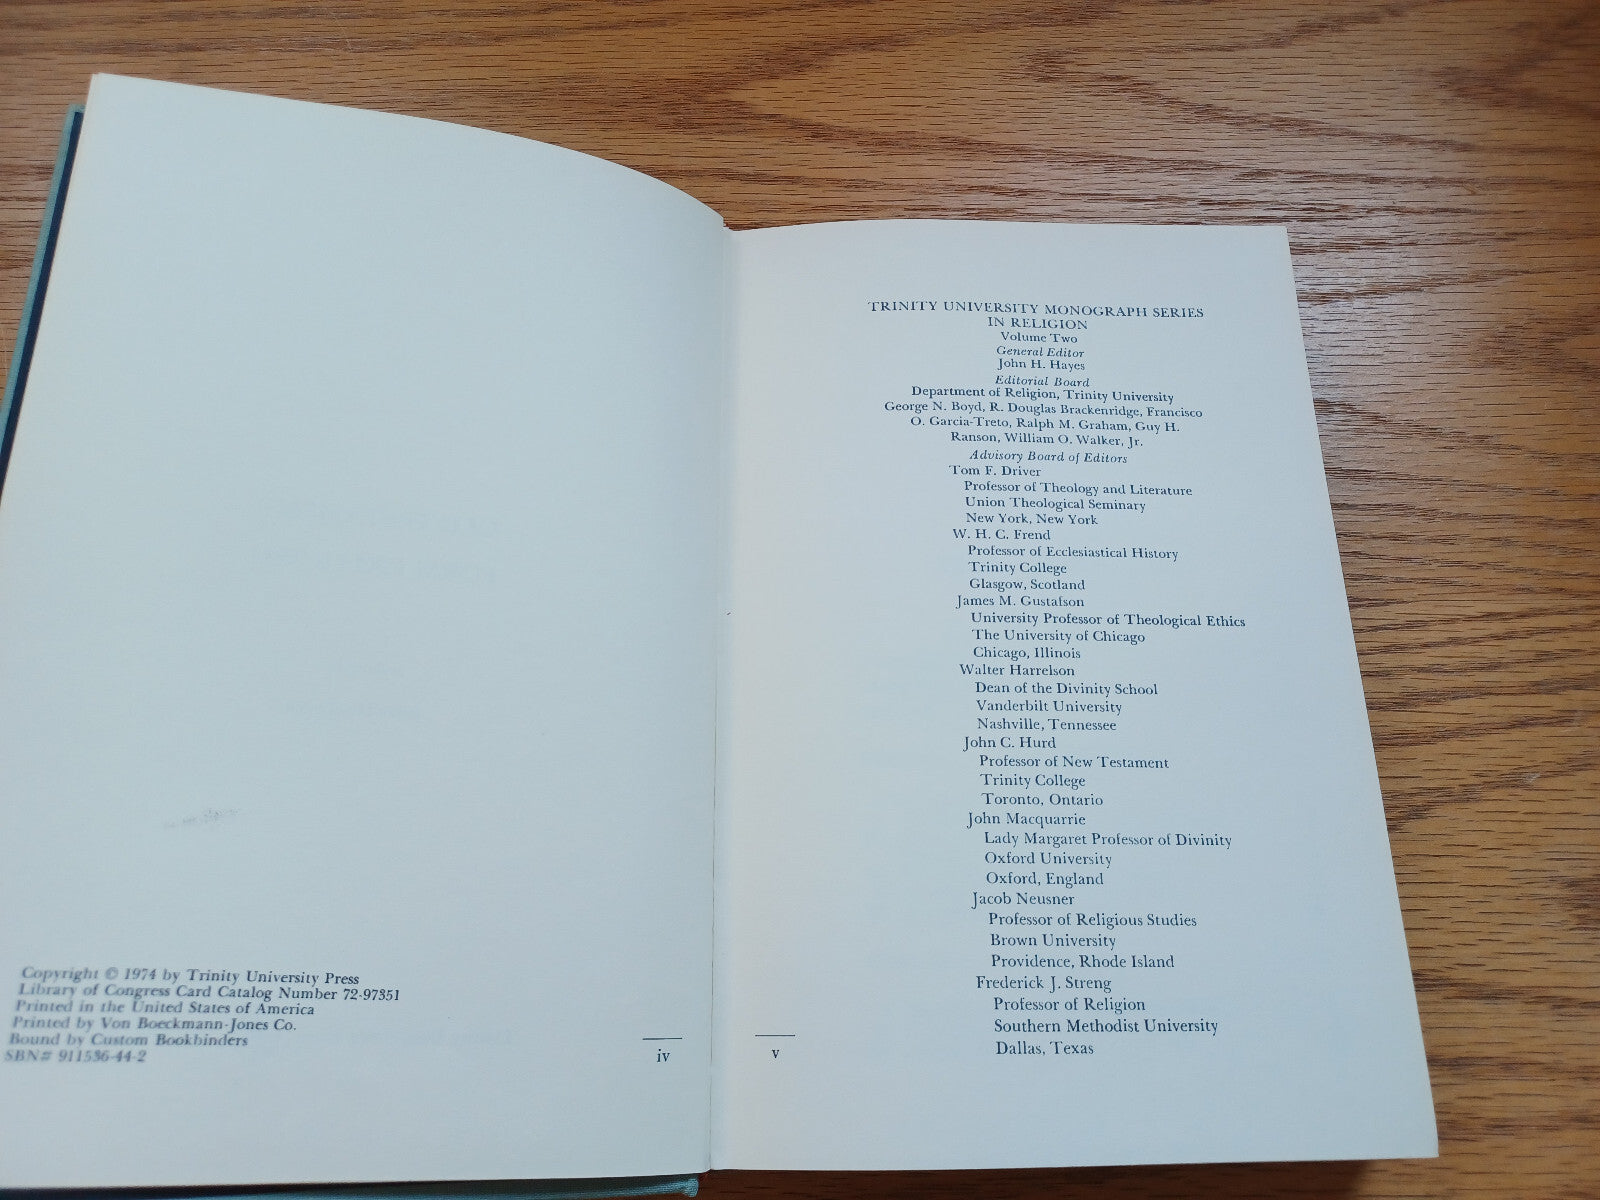 Copyright © 1974 by Trinity University Press
Library of Congress Card Catalog Number 72-97351
Printed in the United States of America
Printed by Von Boeckmann-Jones Co.
Bound by Custom Bookbinders
SBN# 911536-44-2
iv
TRINITY UNIVERSITY MONOGRAPH SERIES
IN RELIGION
Volume Two
General Editor
John H. Hayes
Editorial Board
Department of Religion, Trinity University
George N. Boyd, R. Douglas Brackenridge, Francisco
O. Garcia-Treto, Ralph M. Graham, Guy H.
Ranson, William O. Walker, Jr.
Advisory Board of Editors
Tom F. Driver
Professor of Theology and Literature
Union Theological Seminary
New York, New York
W. H. C. Frend
Professor of Ecclesiastical History
Trinity College
Glasgow, Scotland
James M. Gustafson
University Professor of Theological Ethics
The University of Chicago
Chicago, Illinois
Walter Harrelson
Dean of the Divinity School
Vanderbilt University
Nashville, Tennessee
John C. Hurd
Professor of New Testament
Trinity College
Toronto, Ontario
John Macquarrie
Lady Margaret Professor of Divinity
Oxford University
Oxford, England
Jacob Neusner
Professor of Religious Studies
Brown University
Providence, Rhode Island
Frederick J. Streng
Professor of Religion
Southern Methodist University
Dallas, Texas
v